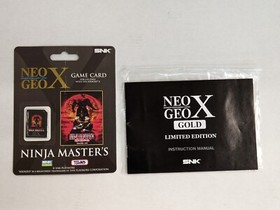 SNK
NEO GEO X
GAME CARD
NINJA MASTER'S
SNK
NEO GEO X
GOLD
LIMITED EDITION
INSTRUCTION MANUAL
SNK